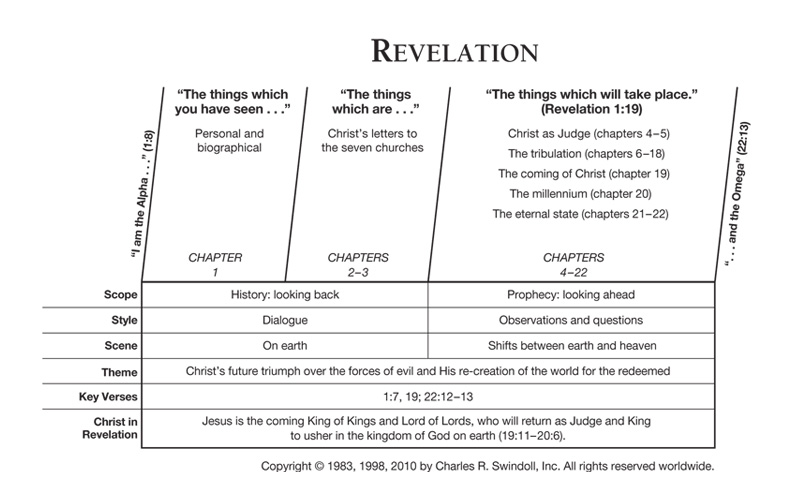 REVELATION
"I am the Alpha . . ." (1:8)
"The things which
you have seen . . ."
Personal and
biographical
CHAPTER
1
"The things
which are . . ."
Christ's letters to
the seven churches
CHAPTERS
2–3
"The things which will take place."
(Revelation 1:19)
Christ as Judge (chapters 4–5)
The tribulation (chapters 6–18)
The coming of Christ (chapter 19)
The millennium (chapter 20)
The eternal state (chapters 21–22)
CHAPTERS
4–22
". . . and the Omega" (22:13)
Scope History: looking back Prophecy: looking ahead
Style Dialogue Observations and questions
Scene On earth Shifts between earth and heaven
Theme Christ's future triumph over the forces of evil and His re-creation of the world for the redeemed
Key Verses 1:7, 19; 22:12–13
Christ in
Revelation
Jesus is the coming King of Kings and Lord of Lords, who will return as Judge and King
to usher in the kingdom of God on earth (19:11–20:6).
Copyright © 1983, 1998, 2010 by Charles R. Swindoll, Inc. All rights reserved worldwide.